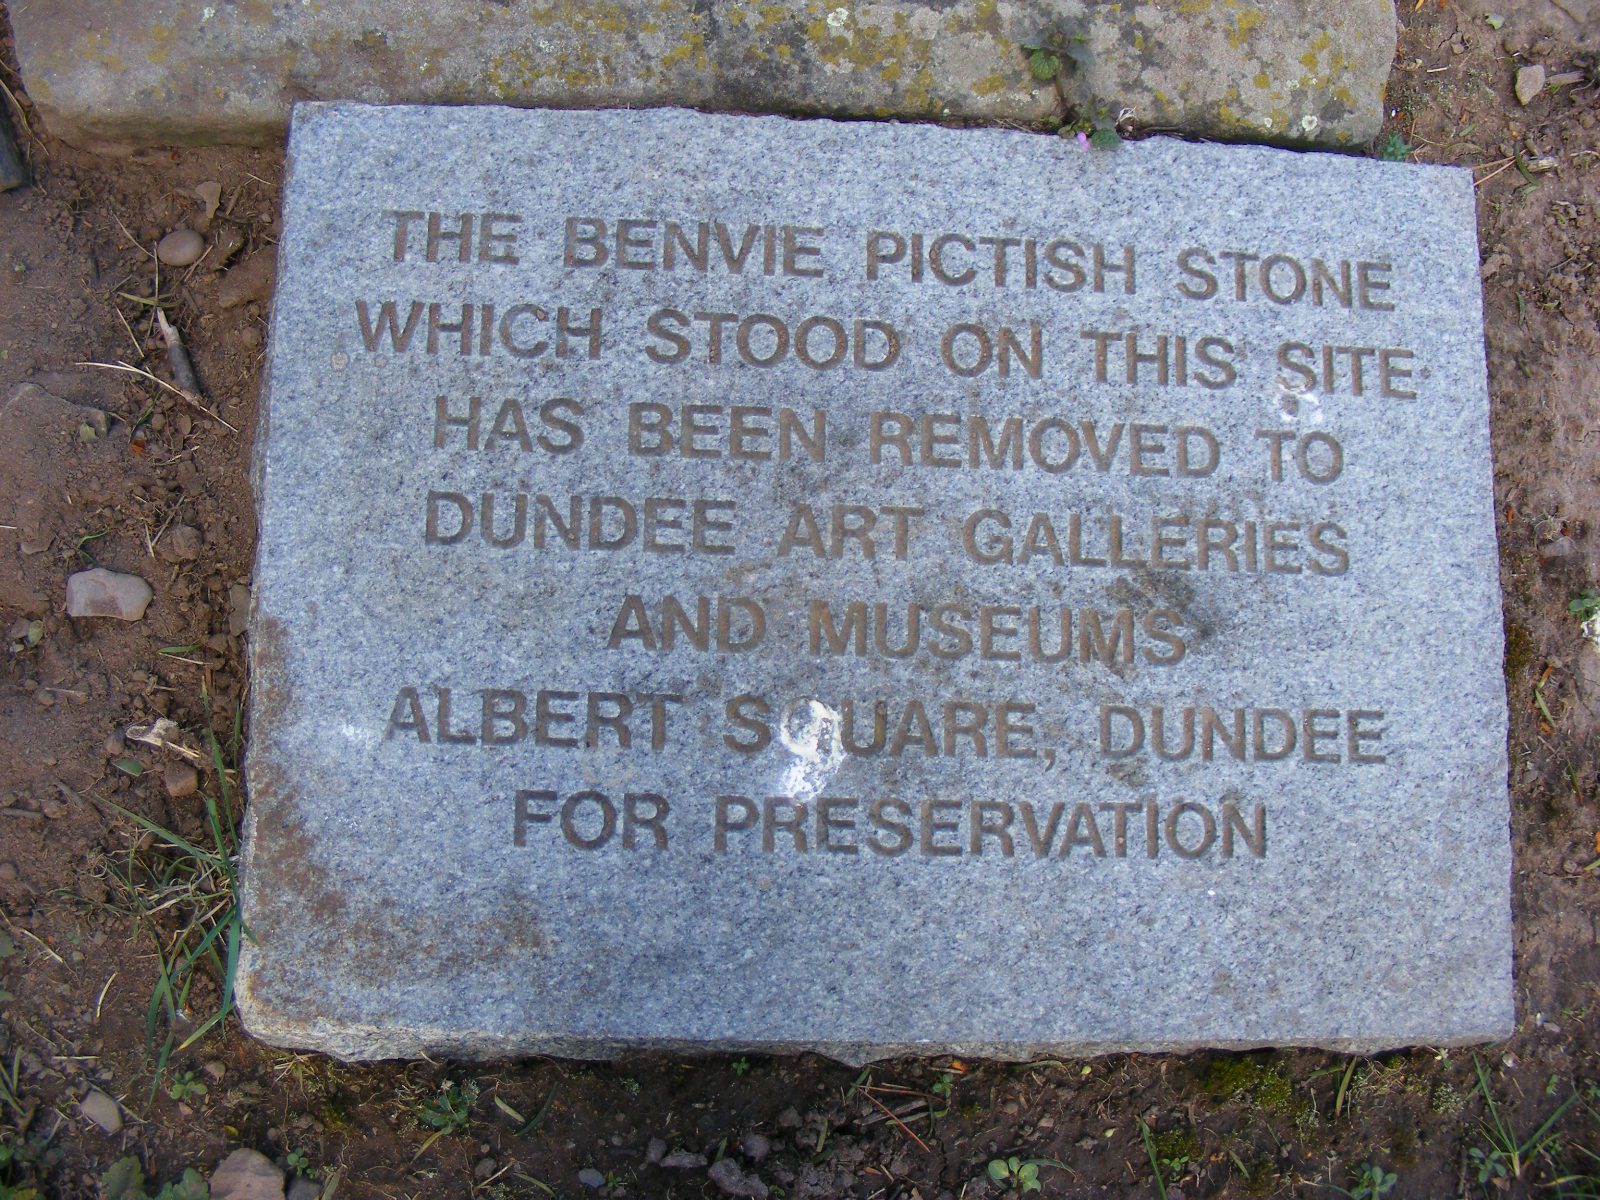 THE BENVIE PICTISH STONE
WHICH STOOD ON THIS SITE
HAS BEEN REMOVED TO
DUNDEE ART GALLERIES
AND MUSEUMS
ALBERT SQUARE, DUNDEE
FOR PRESERVATION